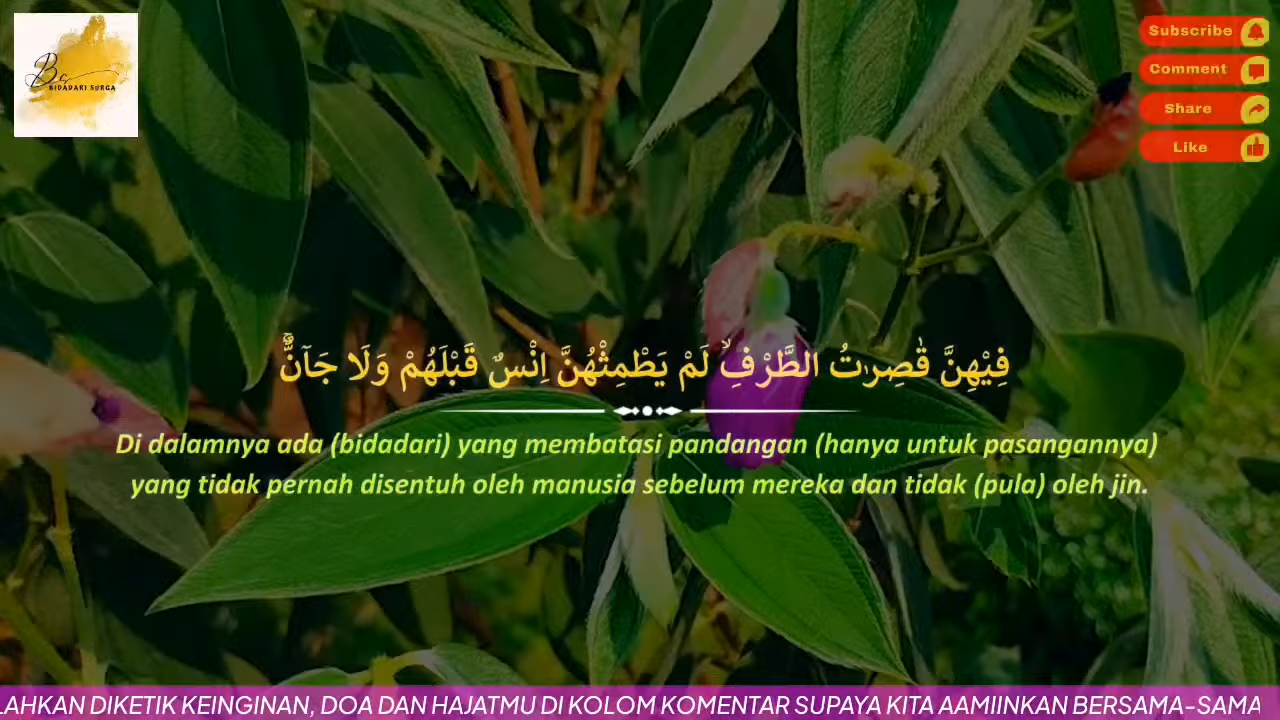 Bs
BIDADARI SURGA
Subscribe
Comment
Share
Like
فِيْهِنَّ قٰصِرٰتُ الطَّرْفِۙ لَمْ يَطْمِثْهُنَّ اِنْسٌ قَبْلَهُمْ وَلَا جَاۤنٌّۚ
Di dalamnya ada (bidadari) yang membatasi pandangan (hanya untuk pasangannya)
yang tidak pernah disentuh oleh manusia sebelum mereka dan tidak (pula) oleh jin.
LAHKAN DIKETIK KEINGINAN, DOA DAN HAJATMU DI KOLOM KOMENTAR SUPAYA KITA AAMIINKAN BERSAMA-SAMA